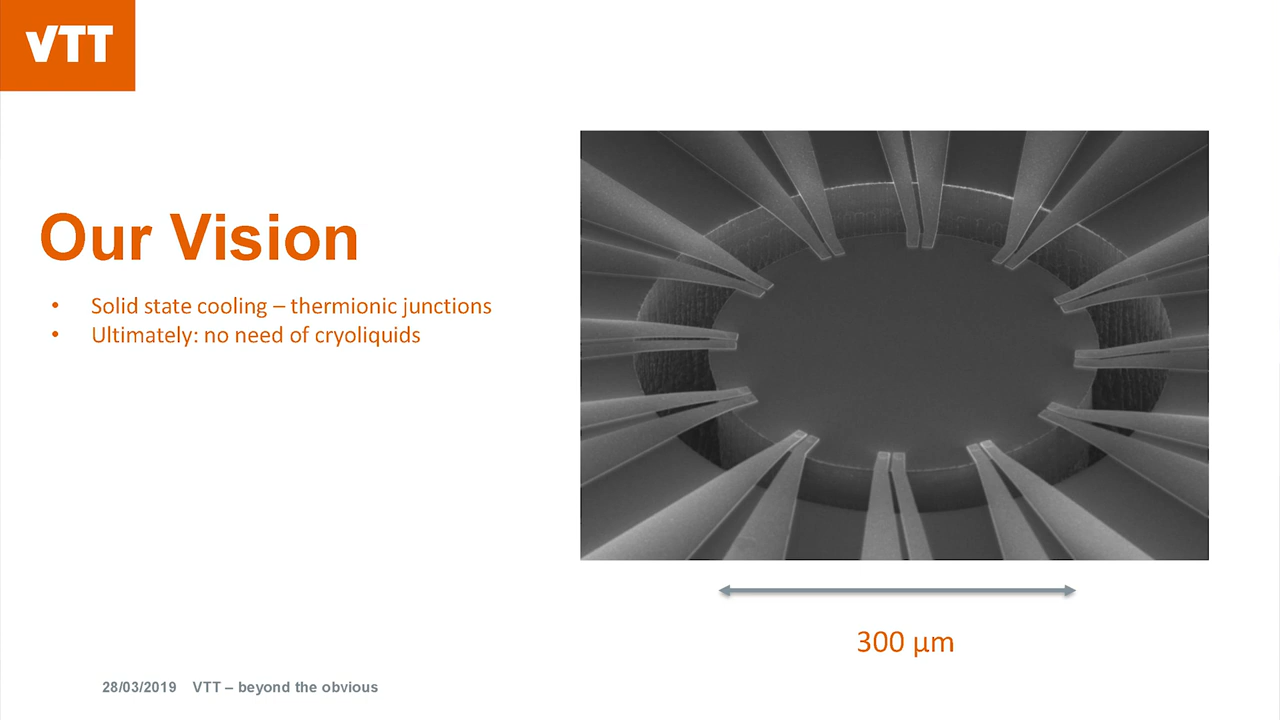 VTT
Our Vision
• Solid state cooling – thermionic junctions
• Ultimately: no need of cryoliquids
300 µm
28/03/2019 VTT – beyond the obvious